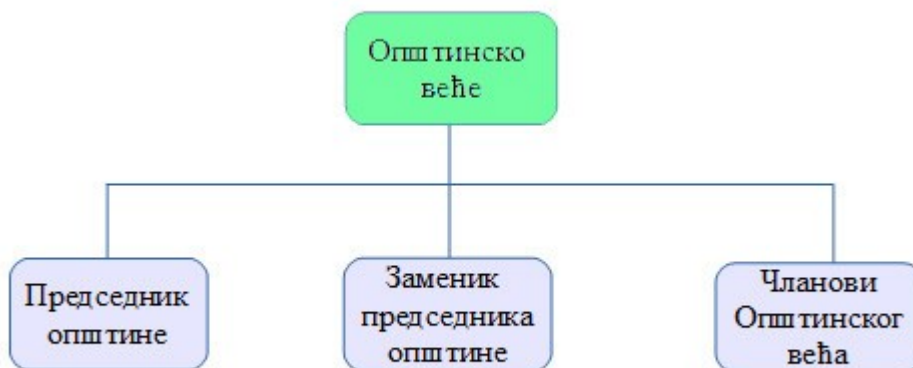 Општинско
веће
Председник
општине
Заменик
председника
општине
Чланови
Општинског
већа